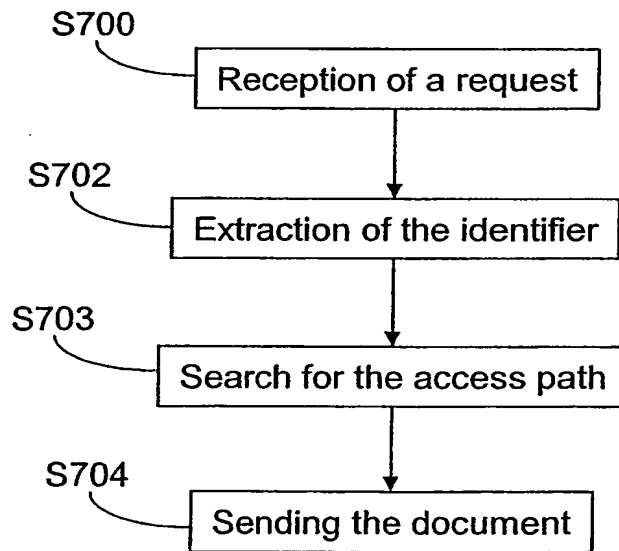 S700
Reception of a request
S702
Extraction of the identifier
S703
Search for the access path
S704
Sending the document